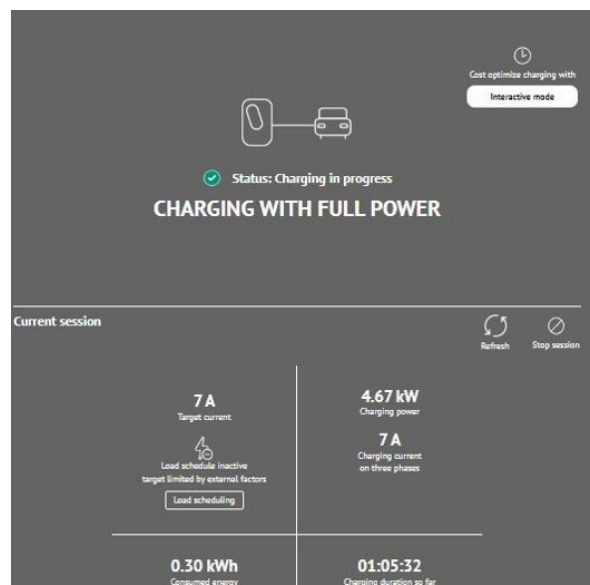 Cost optimize charging with
Interactive mode
Status: Charging in progress
CHARGING WITH FULL POWER
Current session
Refresh
Stop session
7 A
Target current
Load schedule inactive
target limited by external factors
Load scheduling
4.67 kW
Charging power
7 A
Charging current
on three phases
0.30 kWh
Consumed energy
01:05:32
Charging duration so far